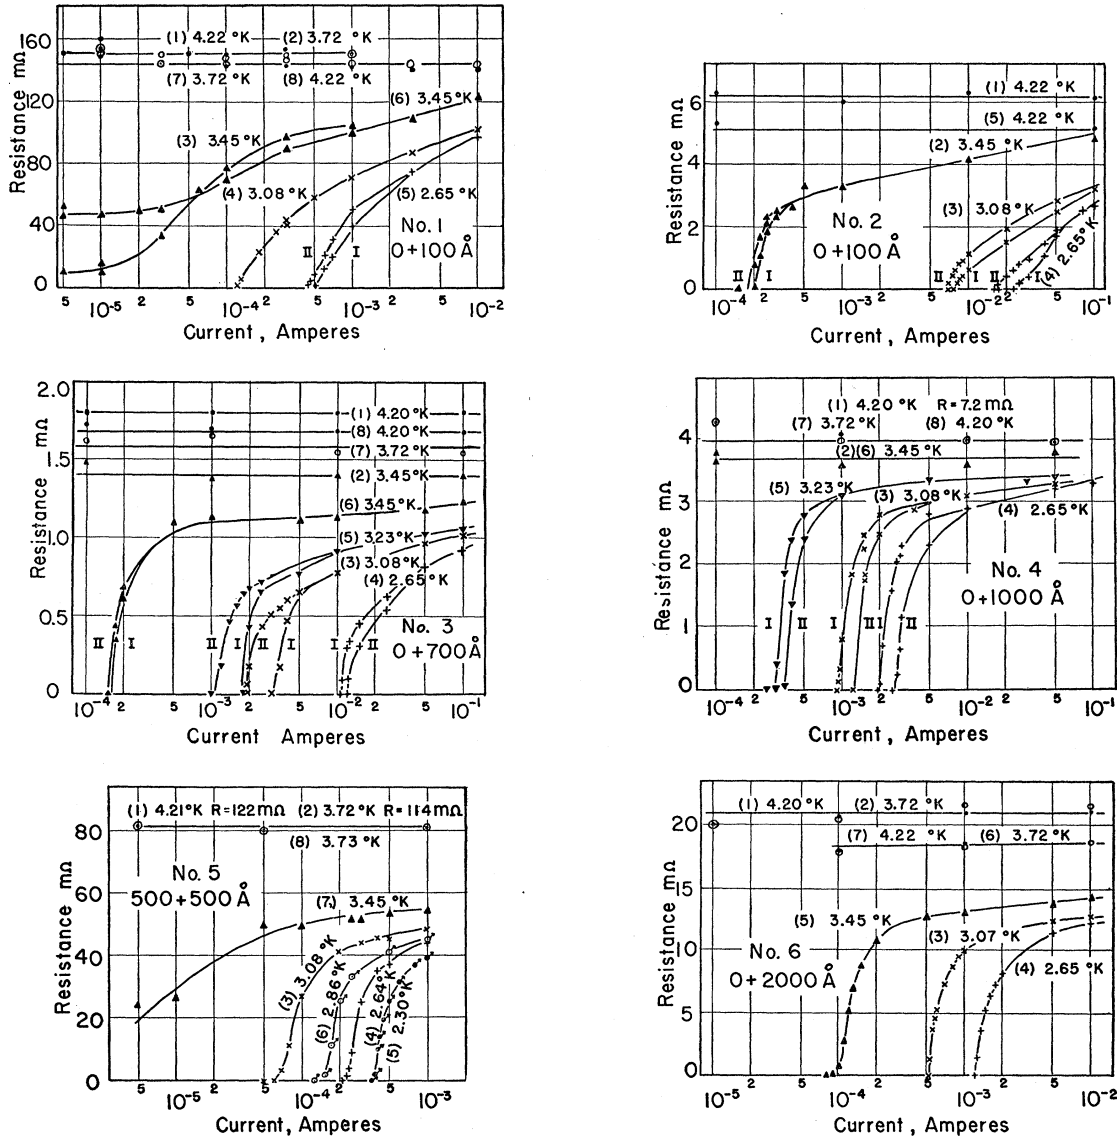 160
(1) 4.22 °K (2) 3.72 °K
(7) 3.72 °K (8) 4.22 °K
120
(6) 3.45 °K
(3) 3.45 °K
80
(4) 3.08 °K
(5) 2.65 °K
40
II I
No. 1
0+100 Å
0
5 10⁻⁵ 2 5 10⁻⁴ 2 5 10⁻³ 2 5 10⁻²
Resistance mΩ
Current, Amperes
6
(1) 4.22 °K
(5) 4.22 °K
(2) 3.45 °K
4
No. 2
0+100 Å
(3) 3.08 °K
2
(4) 2.65 °K
II I II I II I
0
10⁻⁴ 2 5 10⁻³ 2 5 10⁻² 2 5 10⁻¹
Resistance mΩ
Current, Amperes
2.0
(1) 4.20 °K
(8) 4.20 °K
(7) 3.72 °K
1.5
(2) 3.45 °K
(6) 3.45 °K
1.0
(5) 3.23 °K
(3) 3.08 °K
(4) 2.65 °K
0.5
No. 3
0+700 Å
II I II I II I I II
0
10⁻⁴ 2 5 10⁻³ 2 5 10⁻² 2 5 10⁻¹
Resistance mΩ
Current Amperes
(1) 4.20 °K R=7.2 mΩ
(7) 3.72 °K (8) 4.20 °K
4
(2)(6) 3.45 °K
(5) 3.23 °K
(3) 3.08 °K
3
(4) 2.65 °K
2
No. 4
0+1000 Å
1
I II I II I II
0
10⁻⁴ 2 5 10⁻³ 2 5 10⁻² 2 5 10⁻¹
Resistance mΩ
Current, Amperes
(1) 4.21°K R=122 mΩ (2) 3.72 °K R=114 mΩ
80
(8) 3.73 °K
No. 5
500+500 Å
60
(7) 3.45 °K
40
(3) 3.08 °K
(6) 2.86 °K
(4) 2.64 °K
(5) 2.30 °K
20
0
5 10⁻⁵ 2 5 10⁻⁴ 2 5 10⁻³
Resistance mΩ
Current, Amperes
(1) 4.20 °K (2) 3.72 °K
20
(7) 4.22 °K (6) 3.72 °K
15
(5) 3.45 °K
(3) 3.07 °K
10
No. 6
0+2000 Å
(4) 2.65 °K
5
0
10⁻⁵ 2 5 10⁻⁴ 2 5 10⁻³ 2 5 10⁻²
Resistance mΩ
Current, Amperes